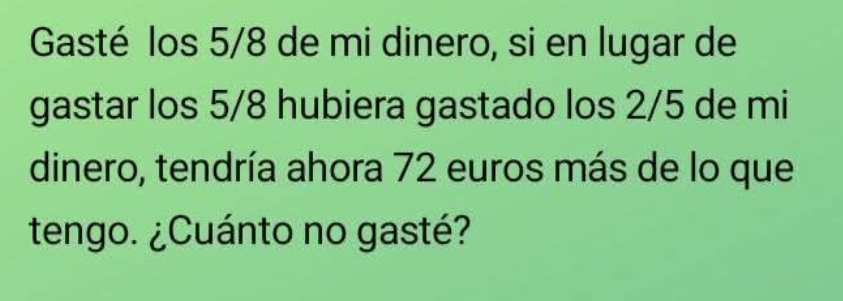 Gasté los 5/8 de mi dinero, si en lugar de
gastar los 5/8 hubiera gastado los 2/5 de mi
dinero, tendría ahora 72 euros más de lo que
tengo. ¿Cuánto no gasté?